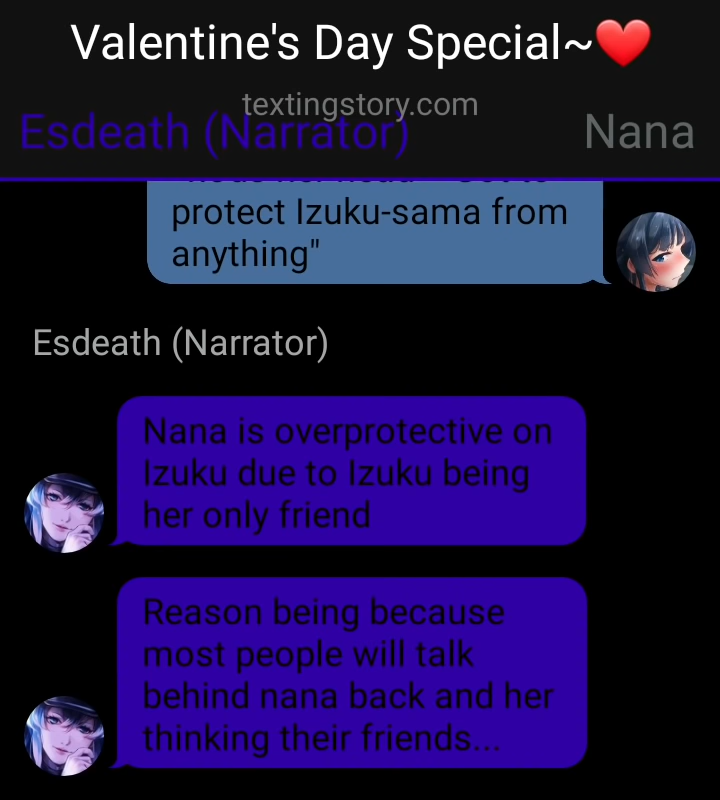 Valentine's Day Special~❤️
textingstory.com
Esdeath (Narrator)
Nana
protect Izuku-sama from
anything"
Esdeath (Narrator)
Nana is overprotective on
Izuku due to Izuku being
her only friend
Reason being because
most people will talk
behind nana back and her
thinking their friends...